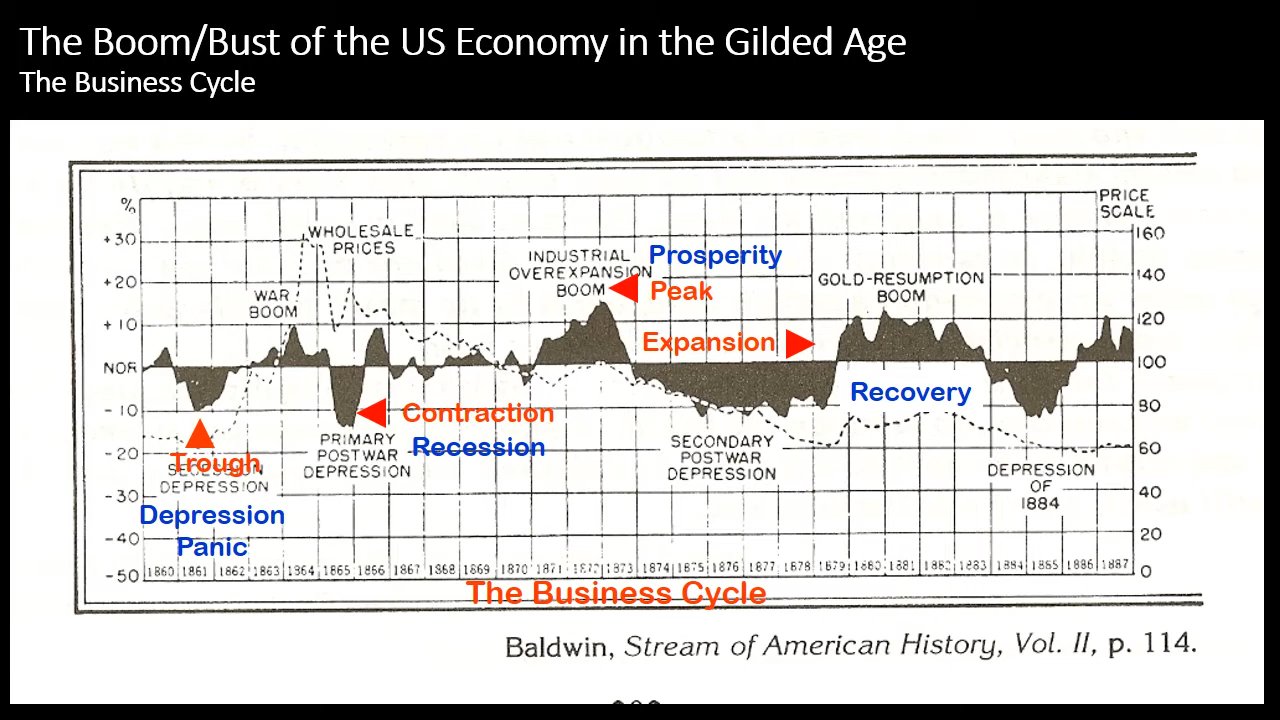 The Boom/Bust of the US Economy in the Gilded Age
The Business Cycle
%
PRICE
SCALE
+30
+20
+10
NOR
-10
-20
-30
-40
-50
160
140
120
100
80
60
40
20
0
WHOLESALE
PRICES
WAR
BOOM
INDUSTRIAL
OVEREXPANSION
BOOM
Prosperity
Peak
GOLD-RESUMPTION
BOOM
Expansion
Recovery
Contraction
Recession
Trough
SECESSION
DEPRESSION
Depression
Panic
PRIMARY
POSTWAR
DEPRESSION
SECONDARY
POSTWAR
DEPRESSION
DEPRESSION
OF
1884
1860 1861 1862 1863 1864 1865 1866 1867 1868 1869 1870 1871 1872 1873 1874 1875 1876 1877 1878 1879 1880 1881 1882 1883 1884 1885 1886 1887
The Business Cycle
Baldwin, Stream of American History, Vol. II, p. 114.